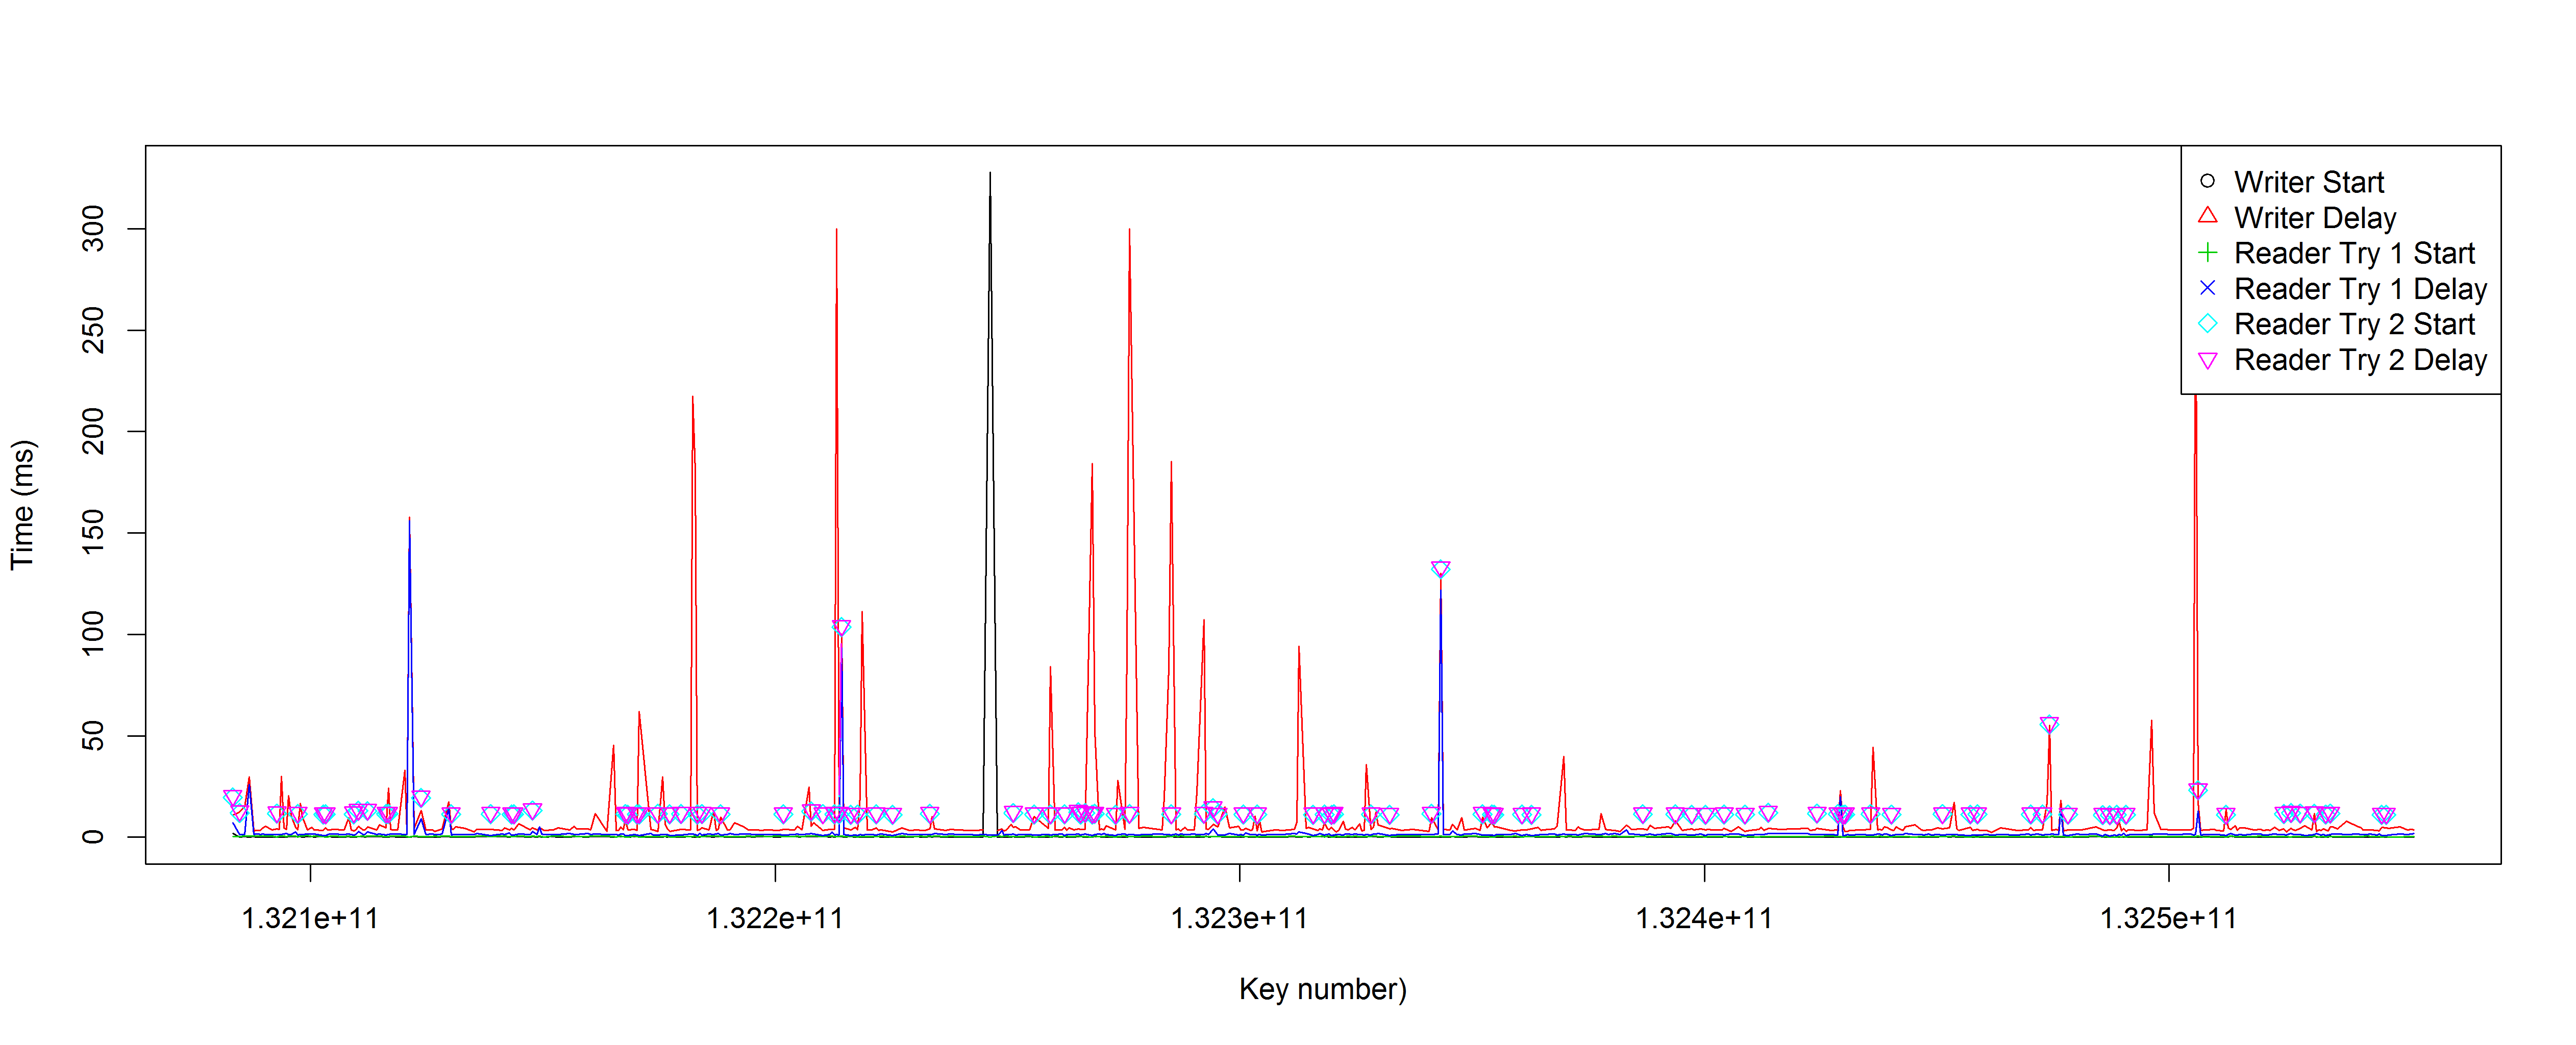 Writer Start
Writer Delay
Reader Try 1 Start
Reader Try 1 Delay
Reader Try 2 Start
Reader Try 2 Delay
Time (ms)
300
250
200
150
100
50
0
1.321e+11 1.322e+11 1.323e+11 1.324e+11 1.325e+11
Key number)